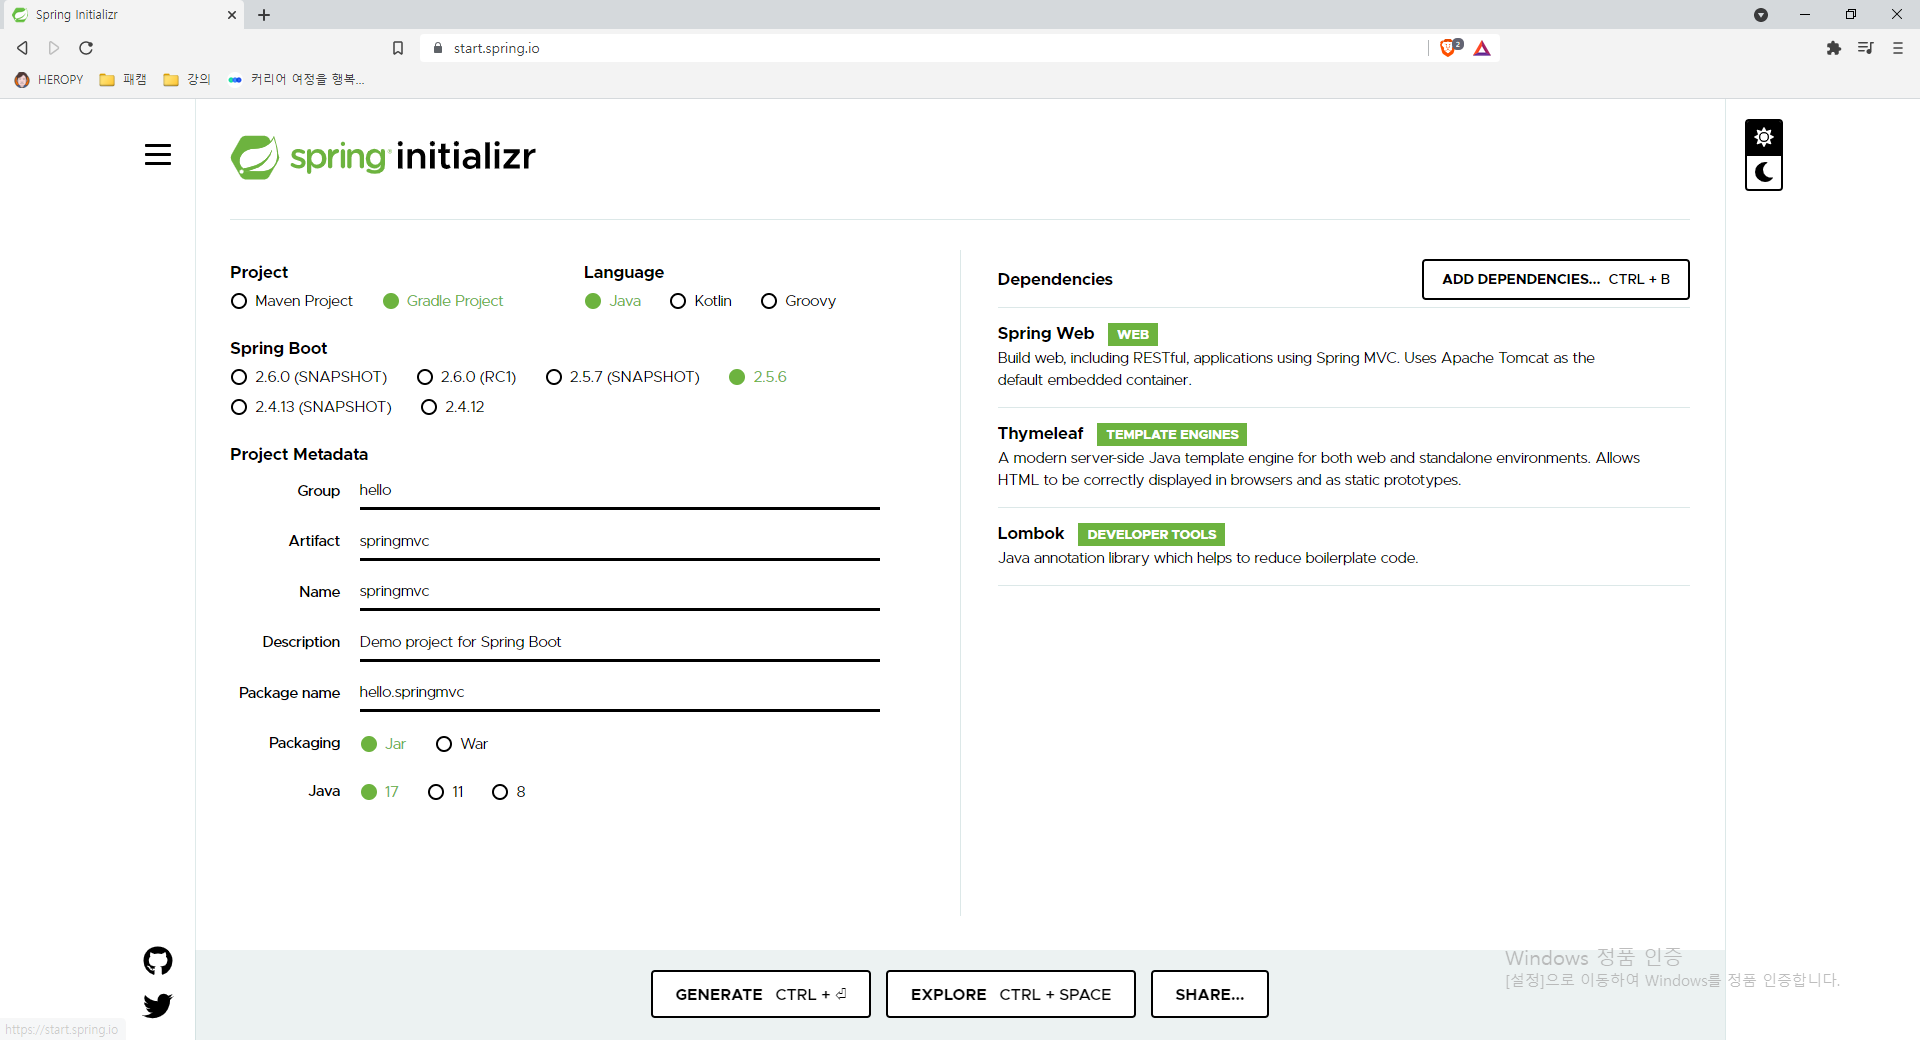 Spring Initializr
start.spring.io
2
HEROPY 패캠 강의 커리어 여정을 행복...
spring initializr
Project
Maven Project Gradle Project
Language
Java Kotlin Groovy
Spring Boot
2.6.0 (SNAPSHOT) 2.6.0 (RC1) 2.5.7 (SNAPSHOT) 2.5.6
2.4.13 (SNAPSHOT) 2.4.12
Project Metadata
Group hello
Artifact springmvc
Name springmvc
Description Demo project for Spring Boot
Package name hello.springmvc
Packaging Jar War
Java 17 11 8
Dependencies
ADD DEPENDENCIES... CTRL + B
Spring Web WEB
Build web, including RESTful, applications using Spring MVC. Uses Apache Tomcat as the
default embedded container.
Thymeleaf TEMPLATE ENGINES
A modern server-side Java template engine for both web and standalone environments. Allows
HTML to be correctly displayed in browsers and as static prototypes.
Lombok DEVELOPER TOOLS
Java annotation library which helps to reduce boilerplate code.
GENERATE CTRL + ⏎
EXPLORE CTRL + SPACE
SHARE...
Windows 정품 인증
[설정]으로 이동하여 Windows를 정품 인증합니다.
https://start.spring.io